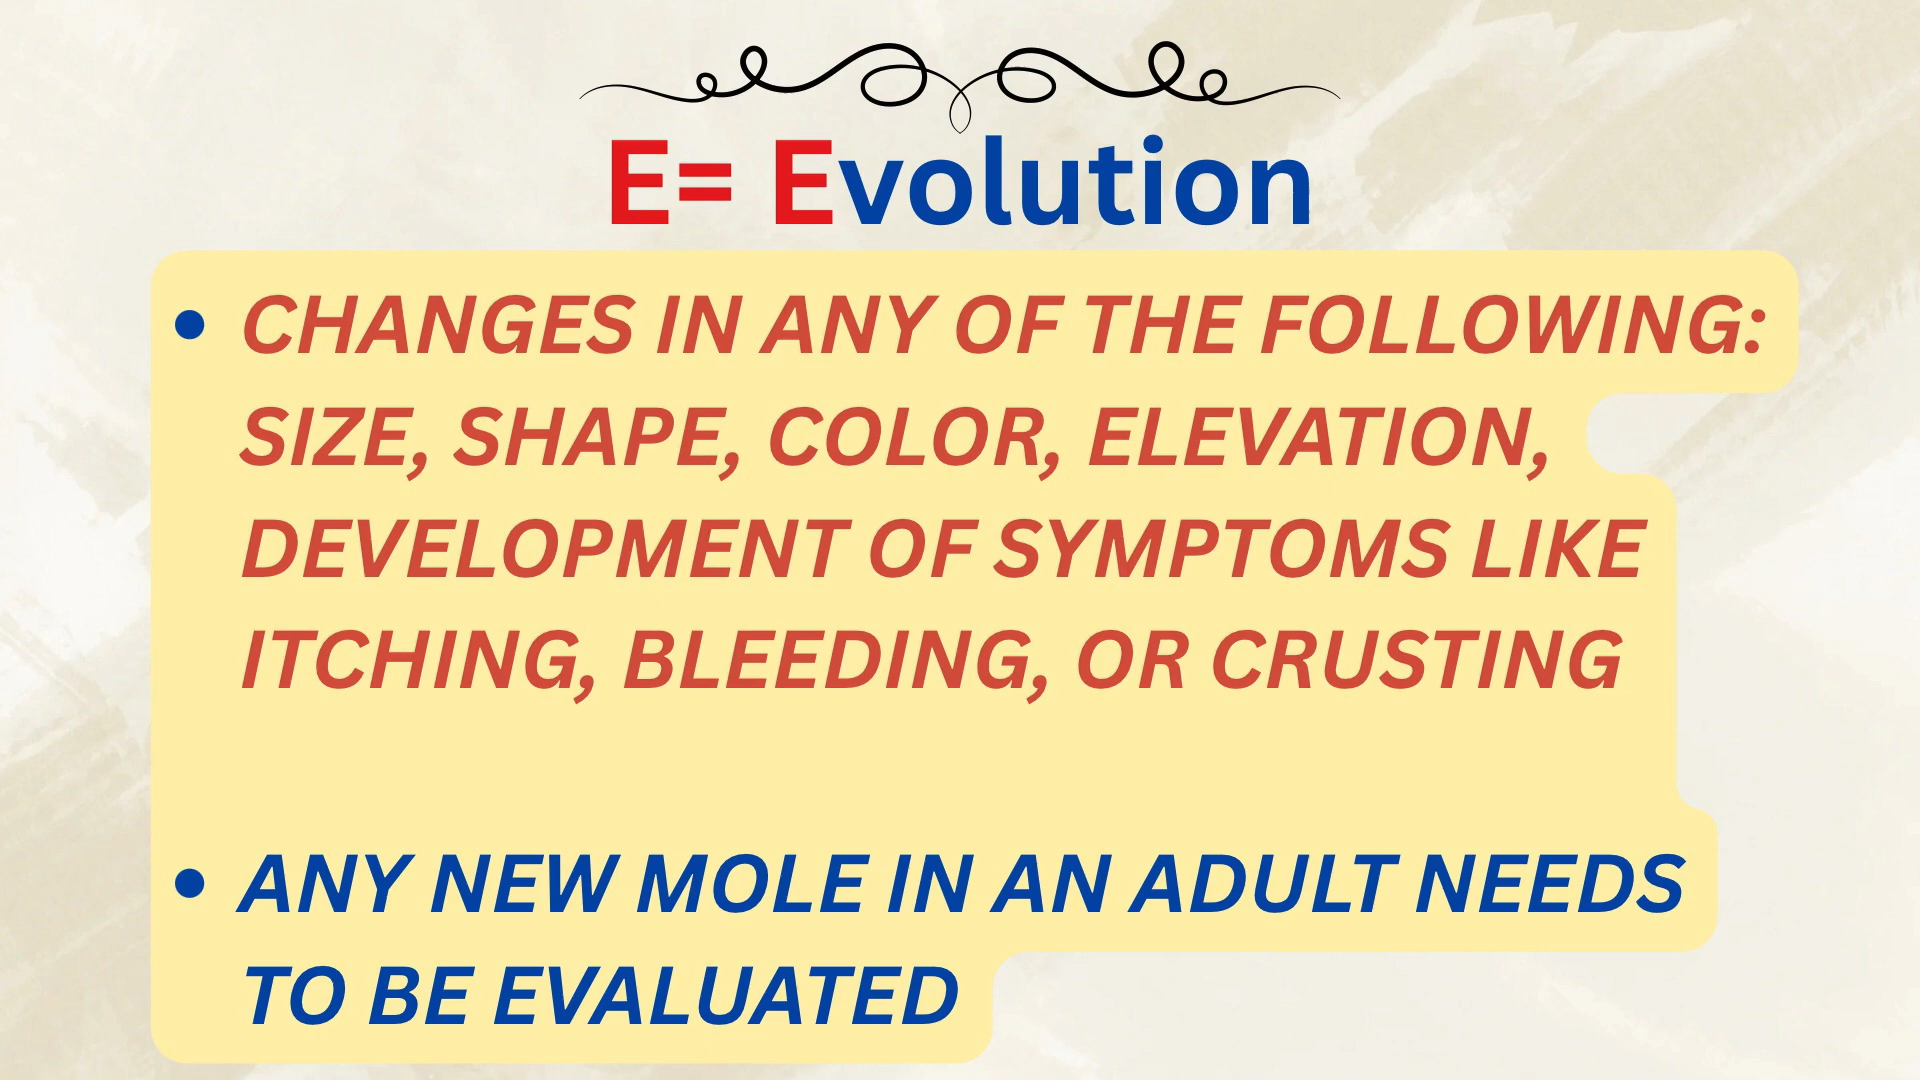 E= Evolution
• CHANGES IN ANY OF THE FOLLOWING:
SIZE, SHAPE, COLOR, ELEVATION,
DEVELOPMENT OF SYMPTOMS LIKE
ITCHING, BLEEDING, OR CRUSTING
• ANY NEW MOLE IN AN ADULT NEEDS
TO BE EVALUATED